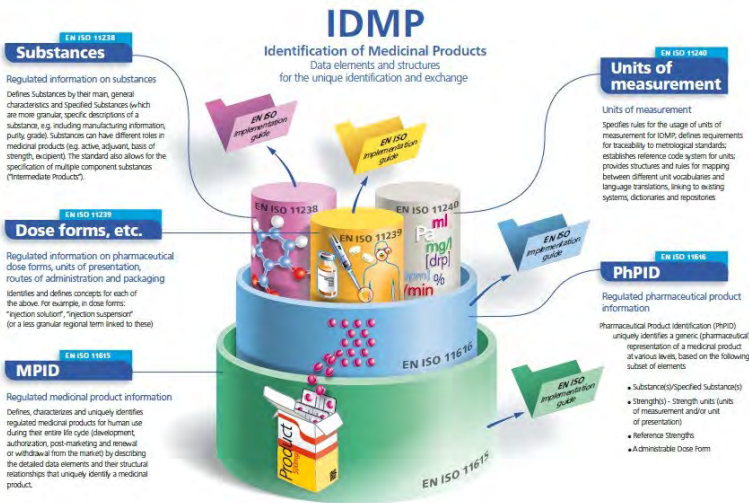 IDMP
Identification of Medicinal Products
Data elements and structures
for the unique identification and exchange
EN ISO 11238
Substances
Regulated information on substances
Defines Substances by their main, general
characteristics and Specified Substances (which
are more granular, specific descriptions of a
substance, e.g. including manufacturing information,
purity, grade). Substances can have different roles in
medicinal products (e.g. active, adjuvant, basis of
strength, excipient). The standard also allows for the
specification of multiple component substances
("Intermediate Products").
EN ISO 11239
Dose forms, etc.
Regulated information on pharmaceutical
dose forms, units of presentation,
routes of administration and packaging
Identifies and defines concepts for each of
the above. For example, in dose forms:
"injection solution", "injection suspension"
(or a less granular regional term linked to these)
EN ISO 11615
MPID
Regulated medicinal product information
Defines, characterizes and uniquely identifies
regulated medicinal products for human use
during their entire life cycle (development,
authorization, post-marketing and renewal
or withdrawal from the market) by describing
the detailed data elements and their structural
relationships that uniquely identify a medicinal
product.
EN ISO
implementation
guide
EN ISO
implementation
guide
EN ISO 11238
EN ISO 11239
EN ISO 11240
ml
Pa
mg/l
[drp]
%
/min
EN ISO 11616
EN ISO 11615
Product
500mg
EN ISO
implementation
guide
EN ISO
implementation
guide
EN ISO 11240
Units of
measurement
Units of measurement
Specifies rules for the usage of units of
measurement for IDMP, defines requirements
for traceability to metrological standards;
establishes reference code system for units;
provides structures and rules for mapping
between different unit vocabularies and
language translations, linking to existing
systems, dictionaries and repositories
EN ISO 11616
PhPID
Regulated pharmaceutical product
information
Pharmaceutical Product Identification (PhPID)
uniquely identifies a generic (pharmaceutical)
representation of a medicinal product
at various levels, based on the following
subset of elements
• Substance(s)/Specified Substance(s)
• Strength(s) - Strength units (units
of measurement and/or unit
of presentation)
• Reference Strengths
• Administrable Dose Form